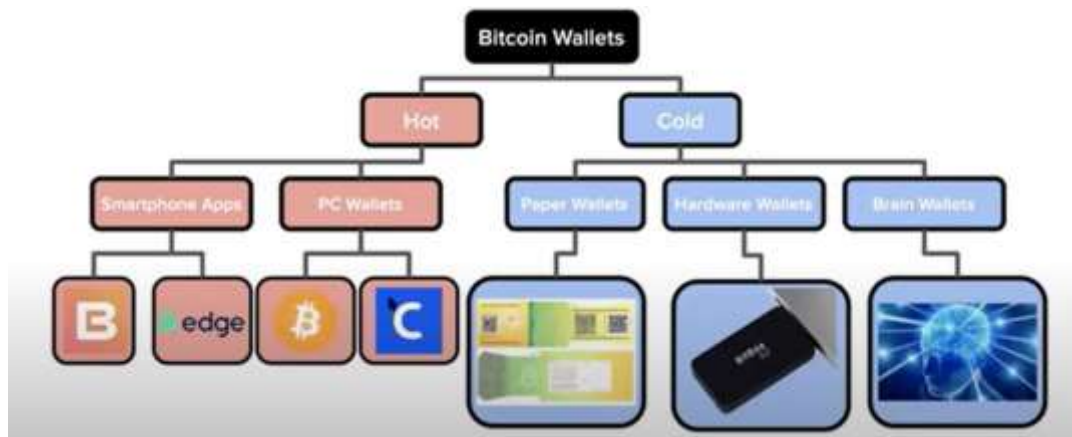 Bitcoin Wallets
Hot
Cold
Smartphone Apps
PC Wallets
Paper Wallets
Hardware Wallets
Brain Wallets
edge